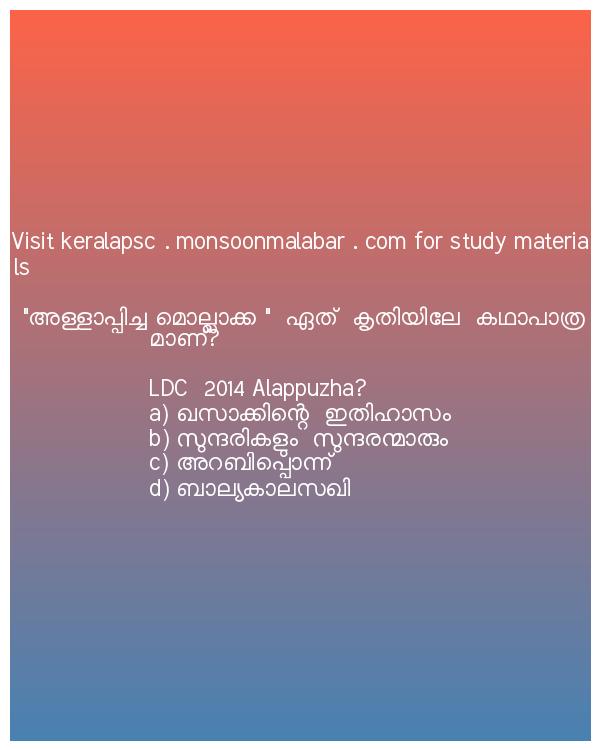 Visit keralapsc . monsoonmalabar . com for study materia
ls
"അള്ളാപ്പിച്ച മൊല്ലാക്ക " ഏത് കൃതിയിലേ കഥാപാത്ര
മാണ്?
LDC 2014 Alappuzha?
a) ഖസാക്കിന്റെ ഇതിഹാസം
b) സുന്ദരികളും സുന്ദരന്മാരും
c) അറബിപ്പൊന്ന്
d) ബാല്യകാലസഖി